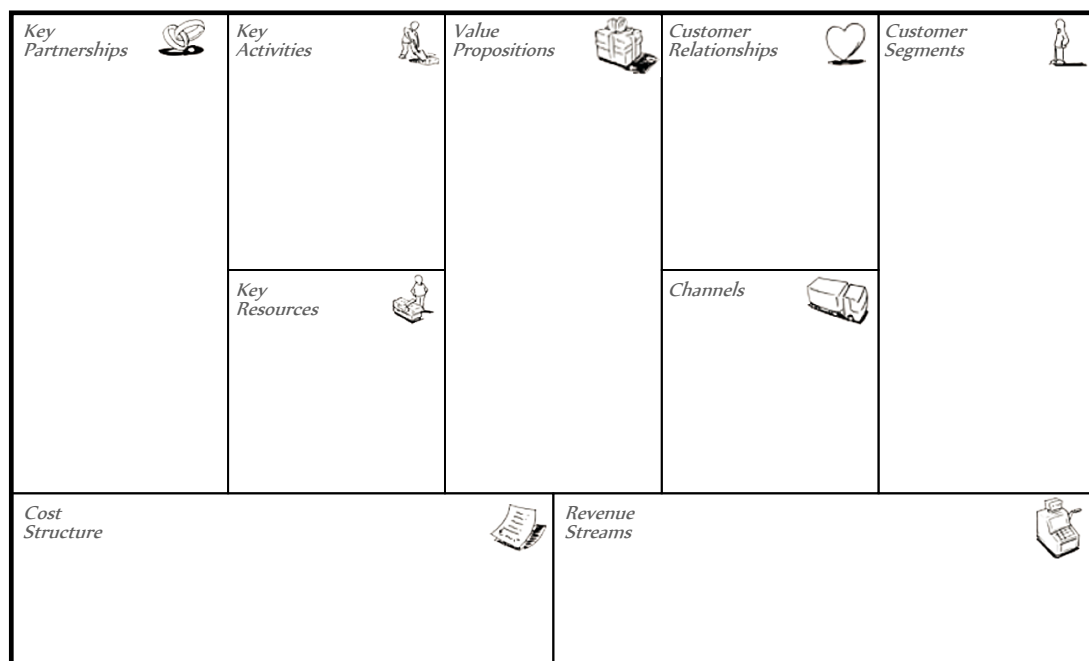 Key
Partnerships
Key
Activities
Value
Propositions
Customer
Relationships
Customer
Segments
Key
Resources
Channels
Cost
Structure
Revenue
Streams